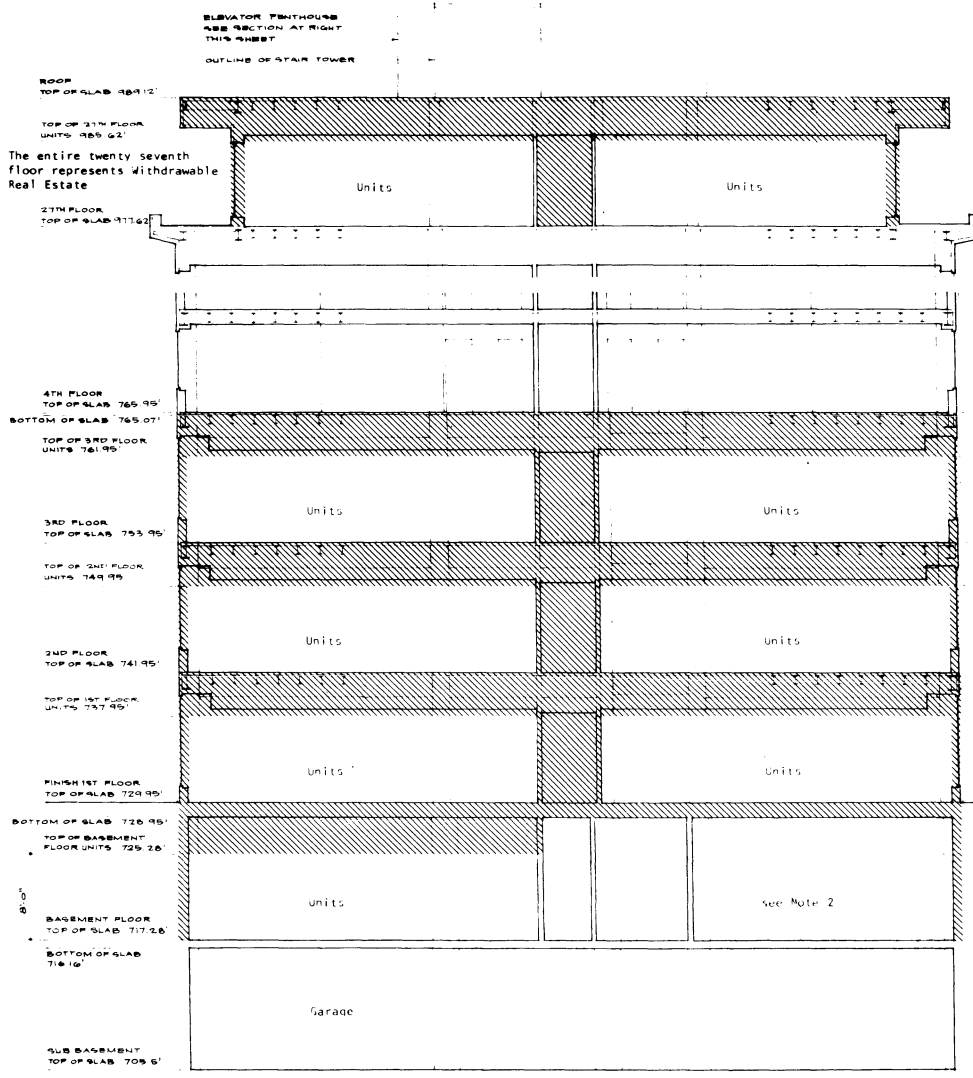 ELEVATOR PENTHOUSE
SEE SECTION AT RIGHT
THIS SHEET
OUTLINE OF STAIR TOWER
ROOF
TOP OF SLAB 989.12'
TOP OF 27TH FLOOR
UNITS 985.62'
The entire twenty seventh
floor represents Withdrawable
Real Estate
Units
Units
27TH FLOOR
TOP OF SLAB 977.62'
4TH FLOOR
TOP OF SLAB 765.95'
BOTTOM OF SLAB 765.07'
TOP OF 3RD FLOOR
UNITS 761.95'
Units
Units
3RD FLOOR
TOP OF SLAB 753.95'
TOP OF 2ND FLOOR
UNITS 749.95
Units
Units
2ND FLOOR
TOP OF SLAB 741.95'
TOP OF 1ST FLOOR
UNITS 737.95'
Units
Units
FINISH 1ST FLOOR
TOP OF SLAB 729.95'
BOTTOM OF SLAB 728.95'
TOP OF BASEMENT
FLOOR UNITS 725.28'
8'-0"
Units
see Note 2
BASEMENT FLOOR
TOP OF SLAB 717.28'
BOTTOM OF SLAB
716.16'
Garage
SUB BASEMENT
TOP OF SLAB 705.6'